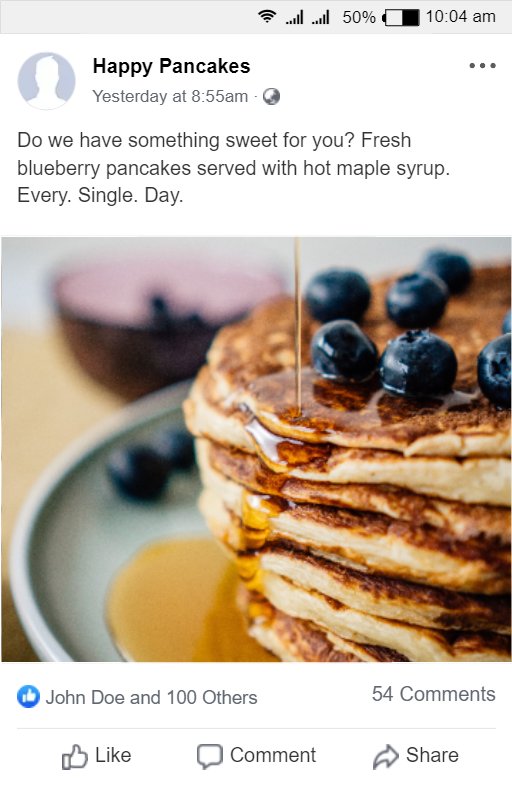 50% 10:04 am
Happy Pancakes
Yesterday at 8:55am ·
Do we have something sweet for you? Fresh
blueberry pancakes served with hot maple syrup.
Every. Single. Day.
John Doe and 100 Others 54 Comments
Like Comment Share